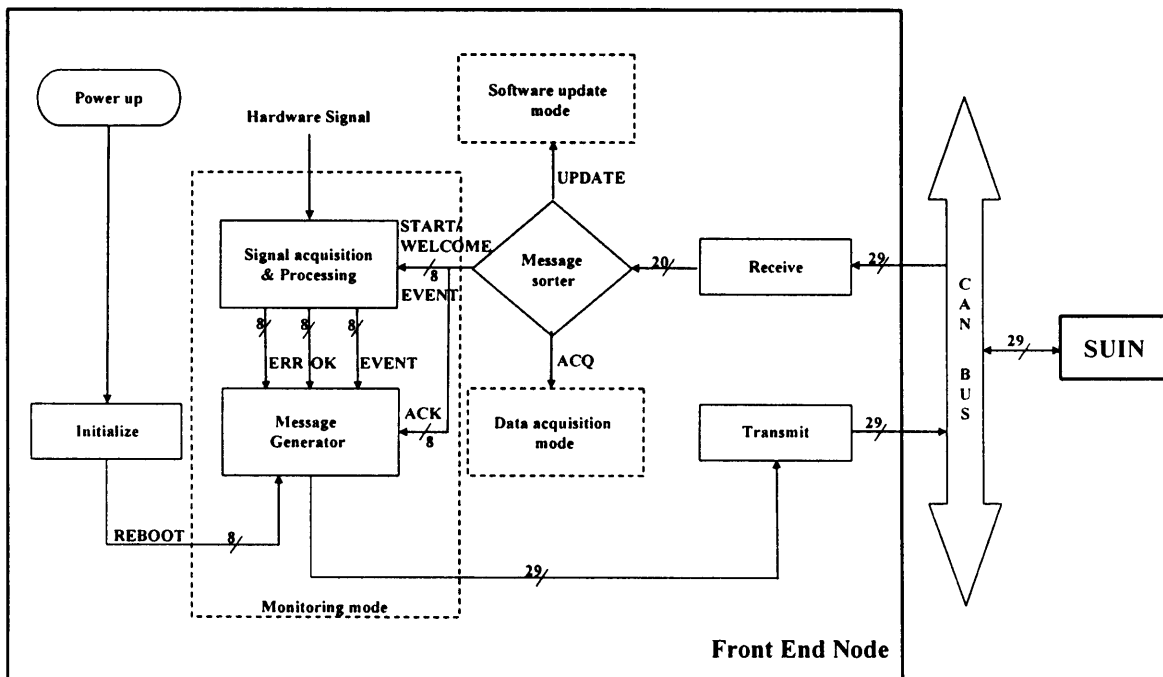 Power up
Hardware Signal
Software update
mode
UPDATE
START/
WELCOME
8
EVENT
Signal acquisition
& Processing
Message
sorter
20
Receive
29
CAN BUS
29
SUIN
8
8
8
ERR
OK
EVENT
ACQ
Initialize
Message
Generator
ACK
8
Data acquisition
mode
Transmit
29
REBOOT
8
29
Monitoring mode
Front End Node